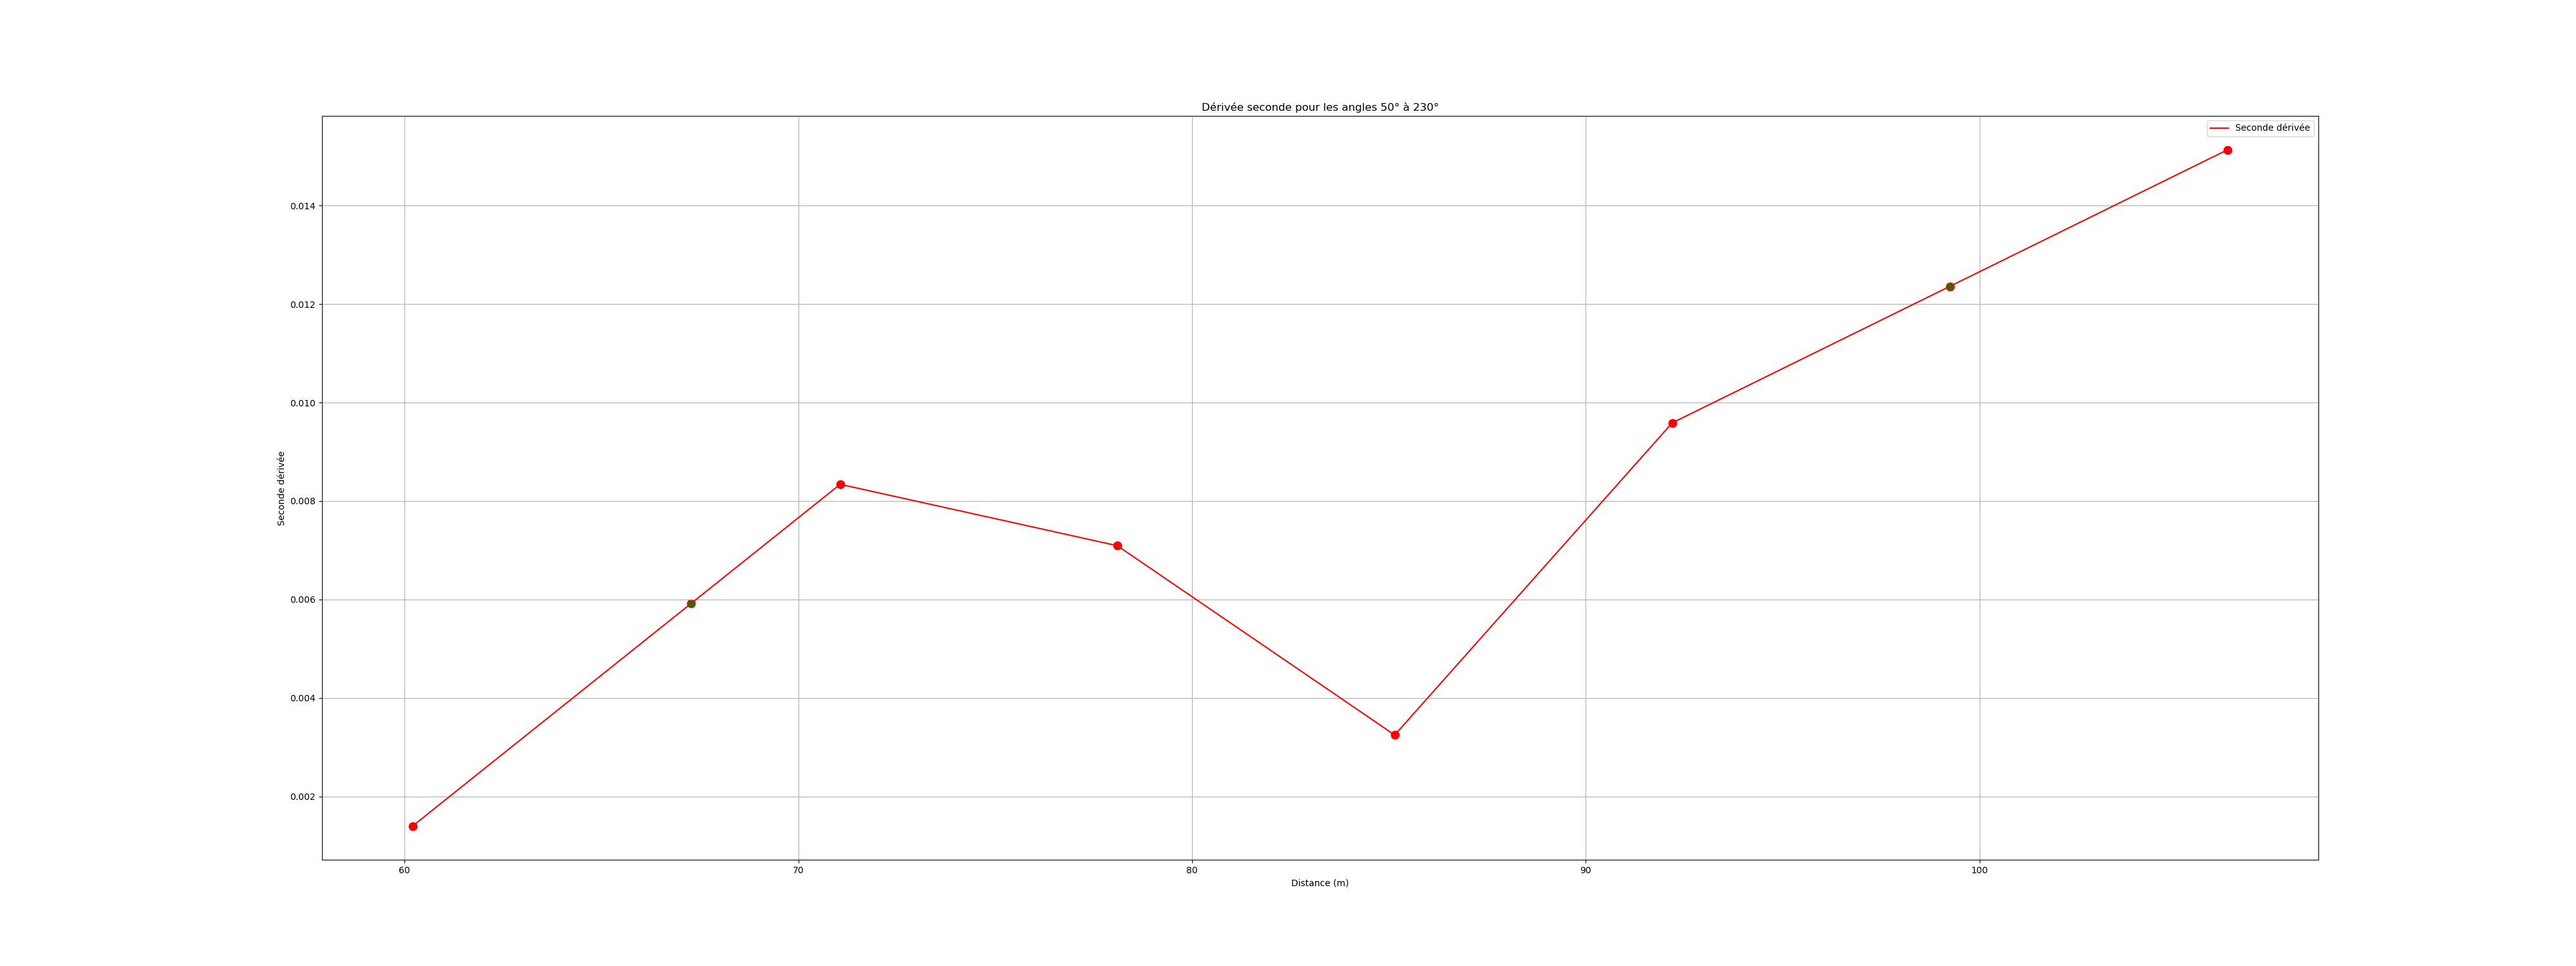 Dérivée seconde pour les angles 50° à 230°
Seconde dérivée
0.014
0.012
0.010
0.008
0.006
0.004
0.002
Seconde dérivée
60 70 80 90 100
Distance (m)